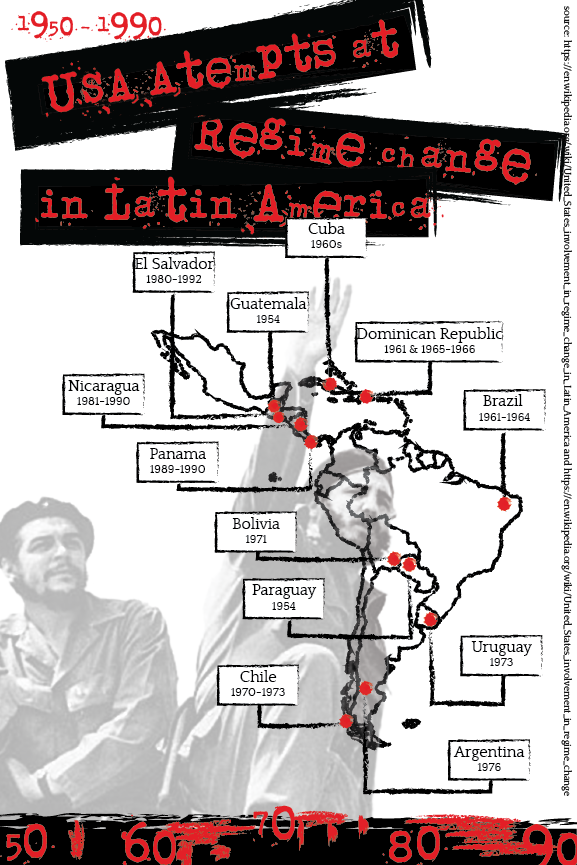 1950 - 1990
USA Atempts at
Regime change
in Latin America
Cuba
1960s
El Salvador
1980-1992
Guatemala
1954
Dominican Republic
1961 & 1965-1966
Nicaragua
1981-1990
Brazil
1961-1964
Panama
1989-1990
Bolivia
1971
Paraguay
1954
Uruguay
1973
Chile
1970-1973
Argentina
1976
50
60
70
80
90
source: https://en.wikipedia.org/wiki/United_States_involvement_in_regime_change_in_Latin_America and https://en.wikipedia.org/wiki/United_States_involvement_in_regime_change